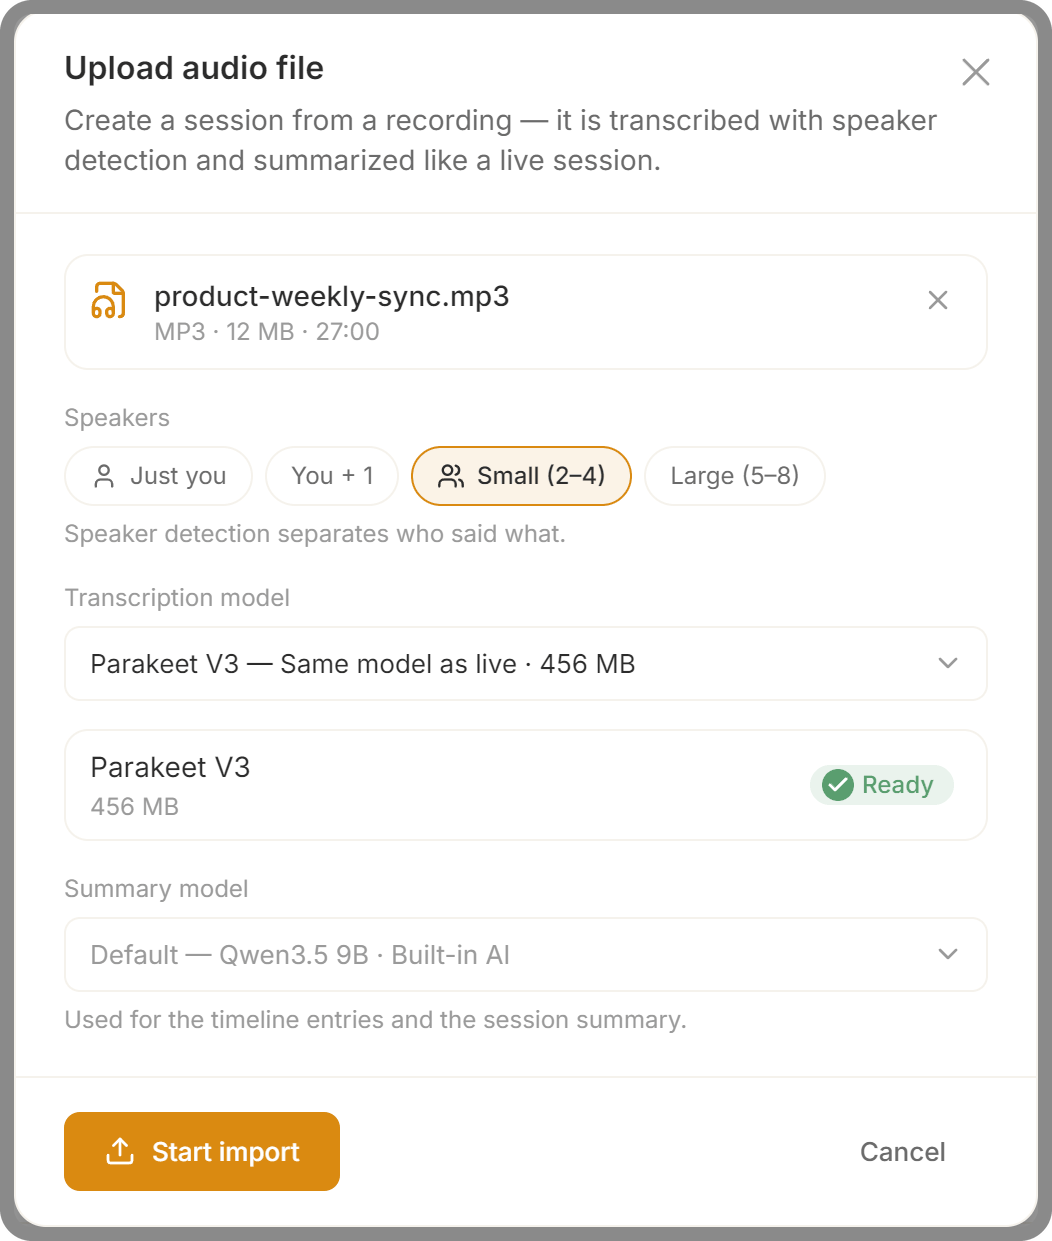 Upload audio file
Create a session from a recording — it is transcribed with speaker
detection and summarized like a live session.
product-weekly-sync.mp3
MP3 · 12 MB · 27:00
Speakers
Just you
You + 1
Small (2–4)
Large (5–8)
Speaker detection separates who said what.
Transcription model
Parakeet V3 — Same model as live · 456 MB
Parakeet V3
456 MB
Ready
Summary model
Default — Qwen3.5 9B · Built-in AI
Used for the timeline entries and the session summary.
Start import
Cancel